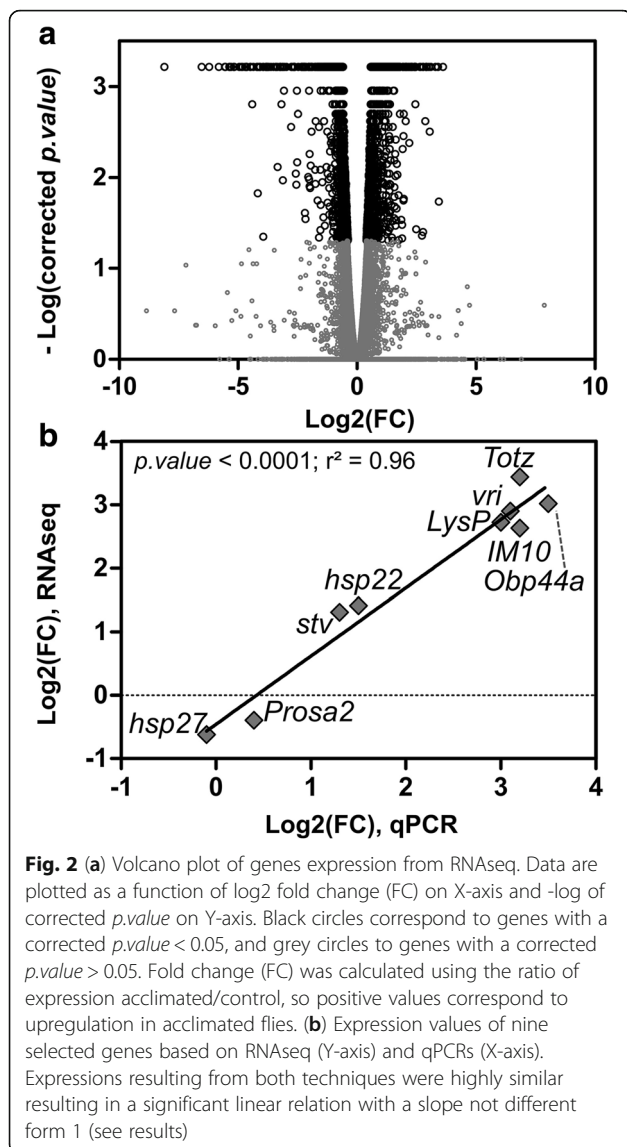 a
- Log(corrected p.value)
3
2
1
0
-10
-5
0
5
10
Log2(FC)
b
p.value < 0.0001; r² = 0.96
Log2(FC), RNAseq
4
3
2
1
0
-1
Totz
vri
LysP
IM10
Obp44a
hsp22
stv
hsp27
Prosa2
-1
0
1
2
3
4
Log2(FC), qPCR
Fig. 2 (a) Volcano plot of genes expression from RNAseq. Data are
plotted as a function of log2 fold change (FC) on X-axis and -log of
corrected p.value on Y-axis. Black circles correspond to genes with a
corrected p.value < 0.05, and grey circles to genes with a corrected
p.value > 0.05. Fold change (FC) was calculated using the ratio of
expression acclimated/control, so positive values correspond to
upregulation in acclimated flies. (b) Expression values of nine
selected genes based on RNAseq (Y-axis) and qPCRs (X-axis).
Expressions resulting from both techniques were highly similar
resulting in a significant linear relation with a slope not different
form 1 (see results)